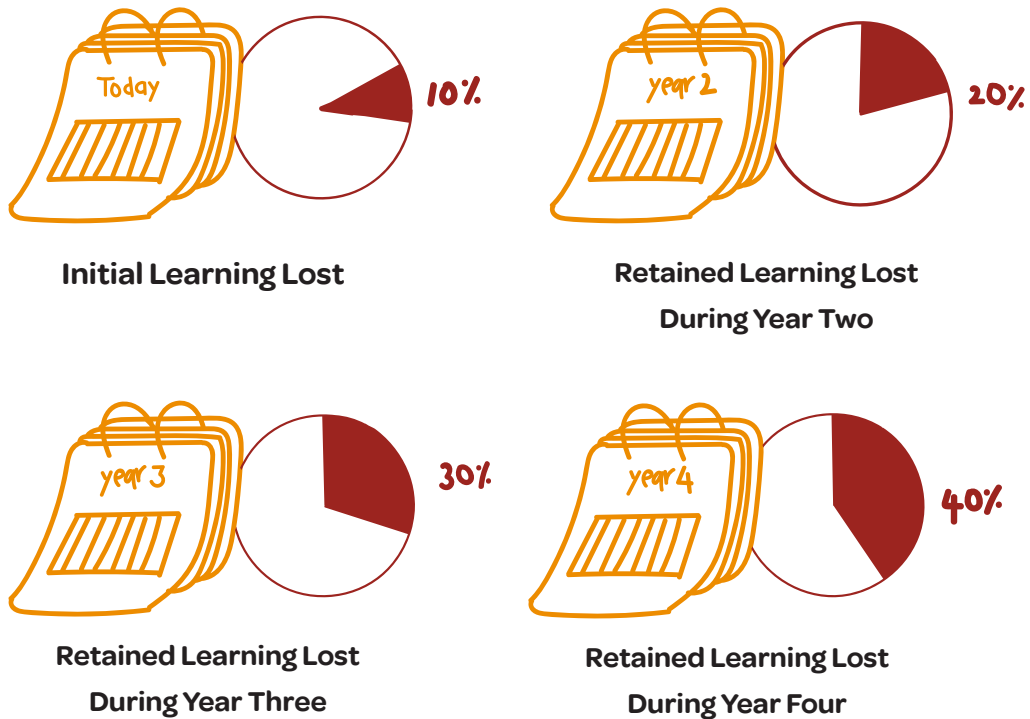 Today
10%
Initial Learning Lost
year 2
20%
Retained Learning Lost
During Year Two
year 3
30%
Retained Learning Lost
During Year Three
year 4
40%
Retained Learning Lost
During Year Four